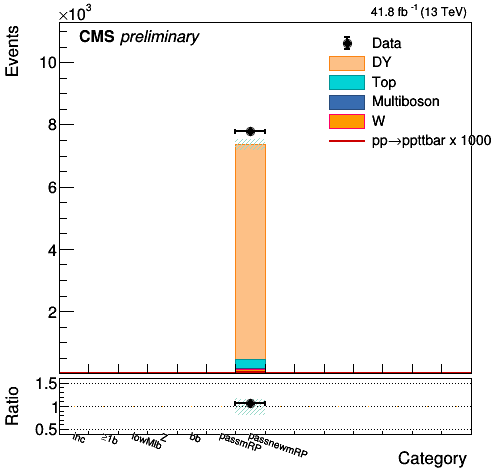 ×10³
CMS preliminary
41.8 fb⁻¹ (13 TeV)
Events
10
8
6
4
2
Data
DY
Top
Multiboson
W
pp→ppttbar x 1000
Ratio
1.5
1
0.5
inc
≥1b
lowMlb
Z
bb
passmRP
passnewmRP
Category